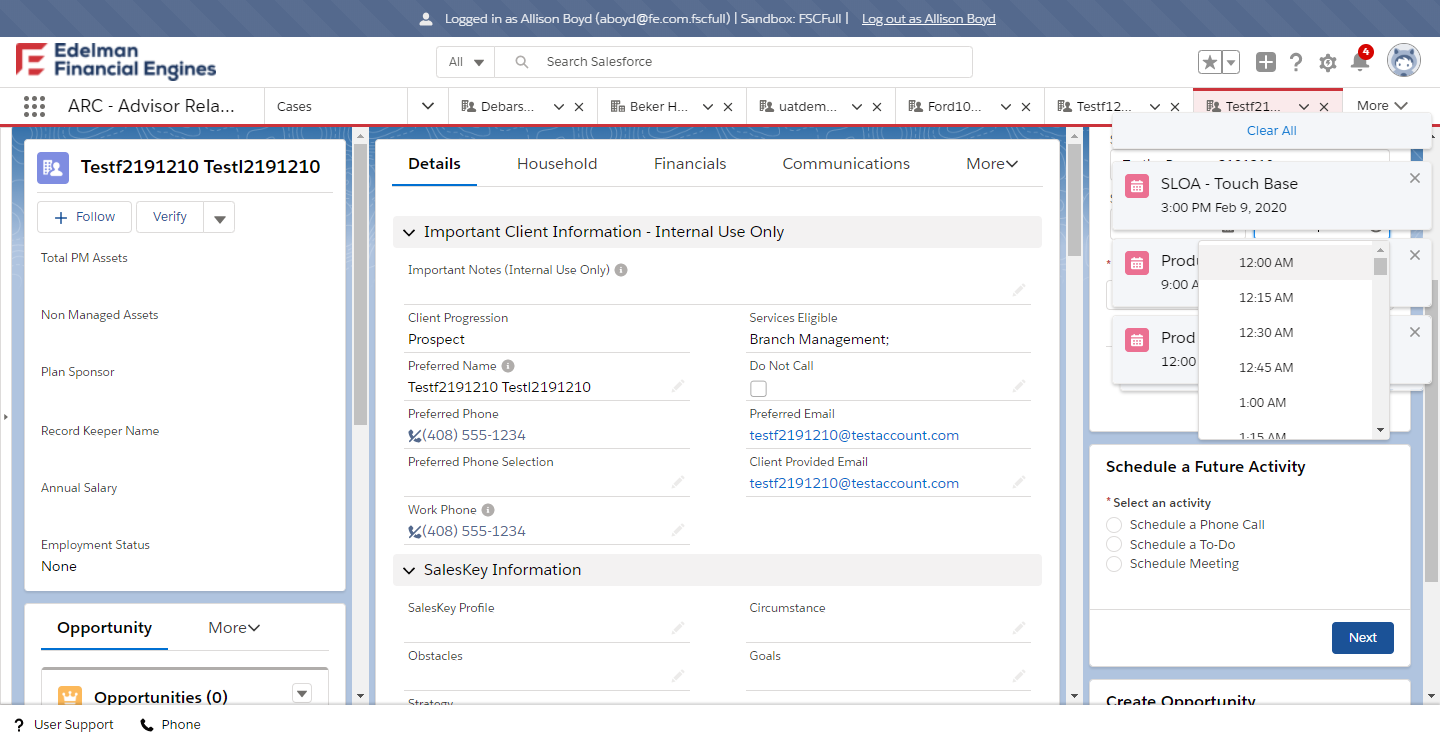 Logged in as Allison Boyd (aboyd@fe.com.fscfull) | Sandbox: FSCFull | Log out as Allison Boyd
Edelman
Financial Engines
All
Search Salesforce
4
ARC - Advisor Rela...
Cases
Debars...
Beker H...
uatdem...
Ford10...
Testf12...
Testf21...
More
Clear All
Testf2191210 Testl2191210
Follow
Verify
Total PM Assets
Non Managed Assets
Plan Sponsor
Record Keeper Name
Annual Salary
Employment Status
None
Opportunity
More
Opportunities (0)
Details
Household
Financials
Communications
More
Important Client Information - Internal Use Only
Important Notes (Internal Use Only)
Client Progression
Prospect
Services Eligible
Branch Management;
Preferred Name
Testf2191210 Testl2191210
Do Not Call
Preferred Phone
(408) 555-1234
Preferred Email
testf2191210@testaccount.com
Preferred Phone Selection
Client Provided Email
testf2191210@testaccount.com
Work Phone
(408) 555-1234
SalesKey Information
SalesKey Profile
Circumstance
Obstacles
Goals
Strategy
SLOA - Touch Base
3:00 PM Feb 9, 2020
Produ
9:00 A
Prod
12:00
12:00 AM
12:15 AM
12:30 AM
12:45 AM
1:00 AM
1:15 AM
Schedule a Future Activity
* Select an activity
Schedule a Phone Call
Schedule a To-Do
Schedule Meeting
Next
Create Opportunity
User Support
Phone